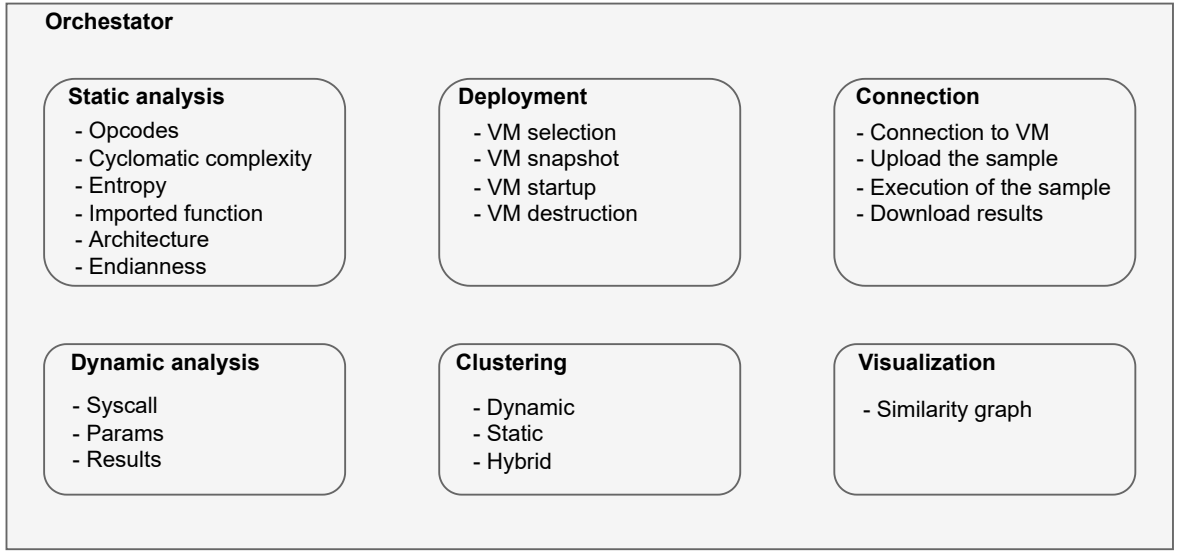 Orchestator
Static analysis
- Opcodes
- Cyclomatic complexity
- Entropy
- Imported function
- Architecture
- Endianness
Deployment
- VM selection
- VM snapshot
- VM startup
- VM destruction
Connection
- Connection to VM
- Upload the sample
- Execution of the sample
- Download results
Dynamic analysis
- Syscall
- Params
- Results
Clustering
- Dynamic
- Static
- Hybrid
Visualization
- Similarity graph